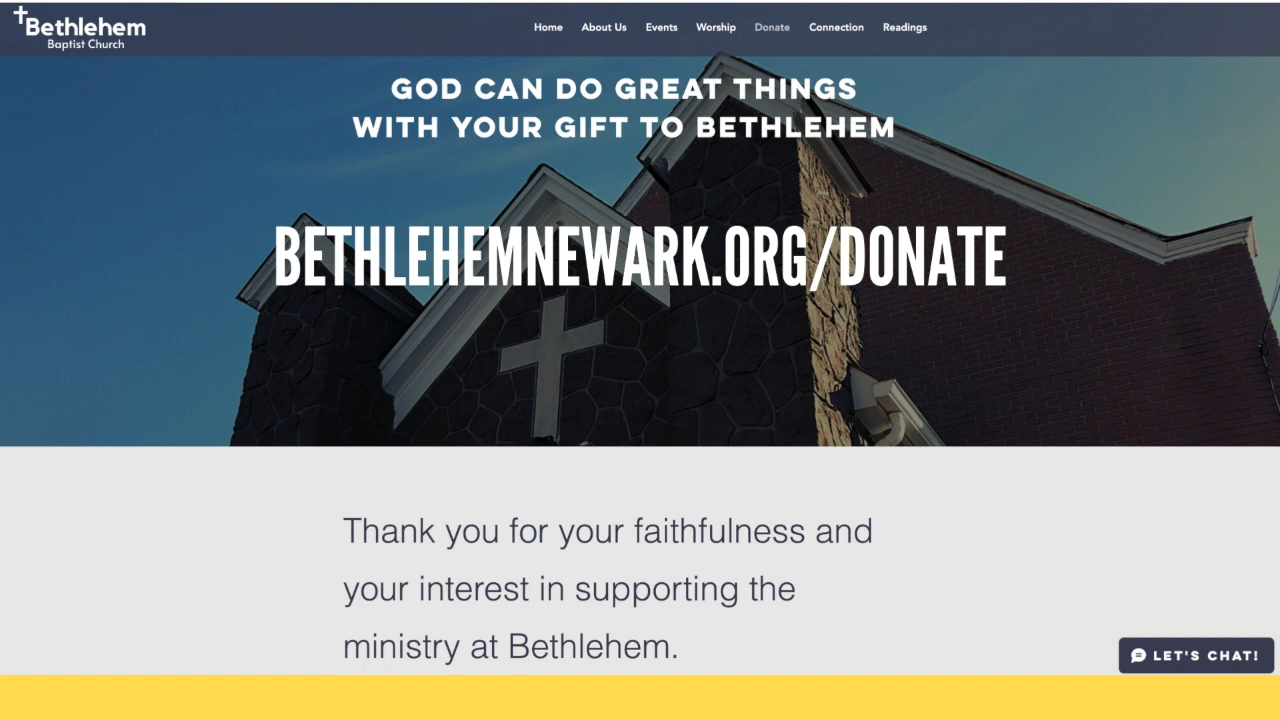 Bethlehem
Baptist Church
Home About Us Events Worship Donate Connection Readings
GOD CAN DO GREAT THINGS
WITH YOUR GIFT TO BETHLEHEM
BETHLEHEMNEWARK.ORG/DONATE
Thank you for your faithfulness and
your interest in supporting the
ministry at Bethlehem.
LET'S CHAT!